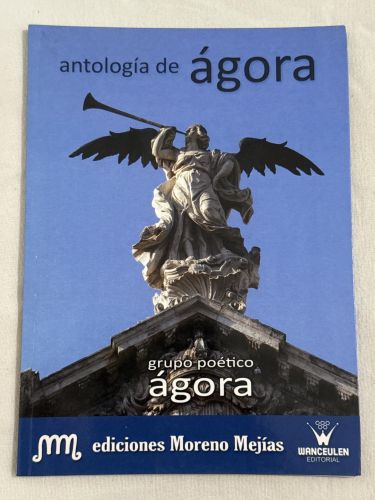 antología de ágora
grupo poético
ágora
m ediciones Moreno Mejías
WANCEULEN
EDITORIAL